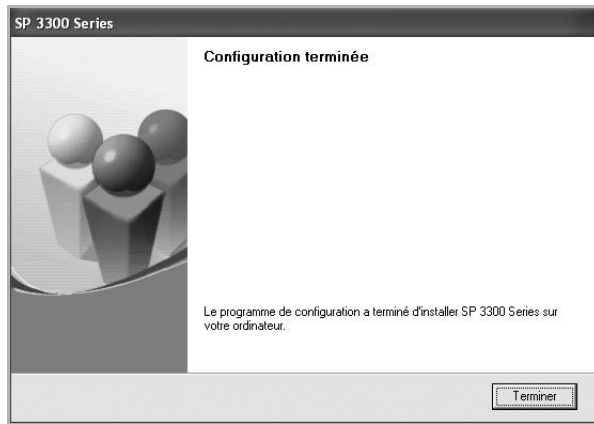 SP 3300 Series
Configuration terminée
Le programme de configuration a terminé d'installer SP 3300 Series sur
votre ordinateur.
Terminer